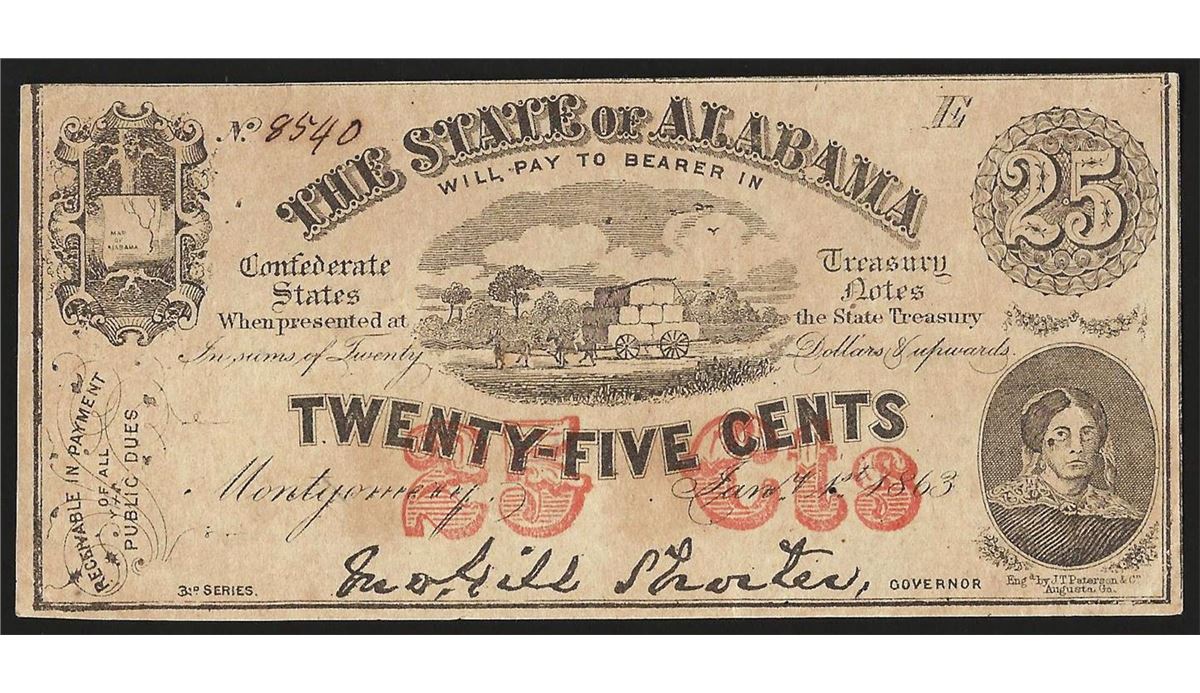 No. 8540
E
THE STATE OF ALABAMA
WILL PAY TO BEARER IN
25
MAP
OF
ALABAMA
Confederate
States
When presented at
Treasury
Notes
the State Treasury
In sums of Twenty
Dollars & upwards.
TWENTY-FIVE CENTS
25 Cts
Montgomery,
Jany. 1st 1863
RECEIVABLE IN PAYMENT
OF ALL
PUBLIC DUES
3RD SERIES.
Jno Gill Shorter,
GOVERNOR
Engd. by J.T. Paterson & Co.
Augusta, Ga.